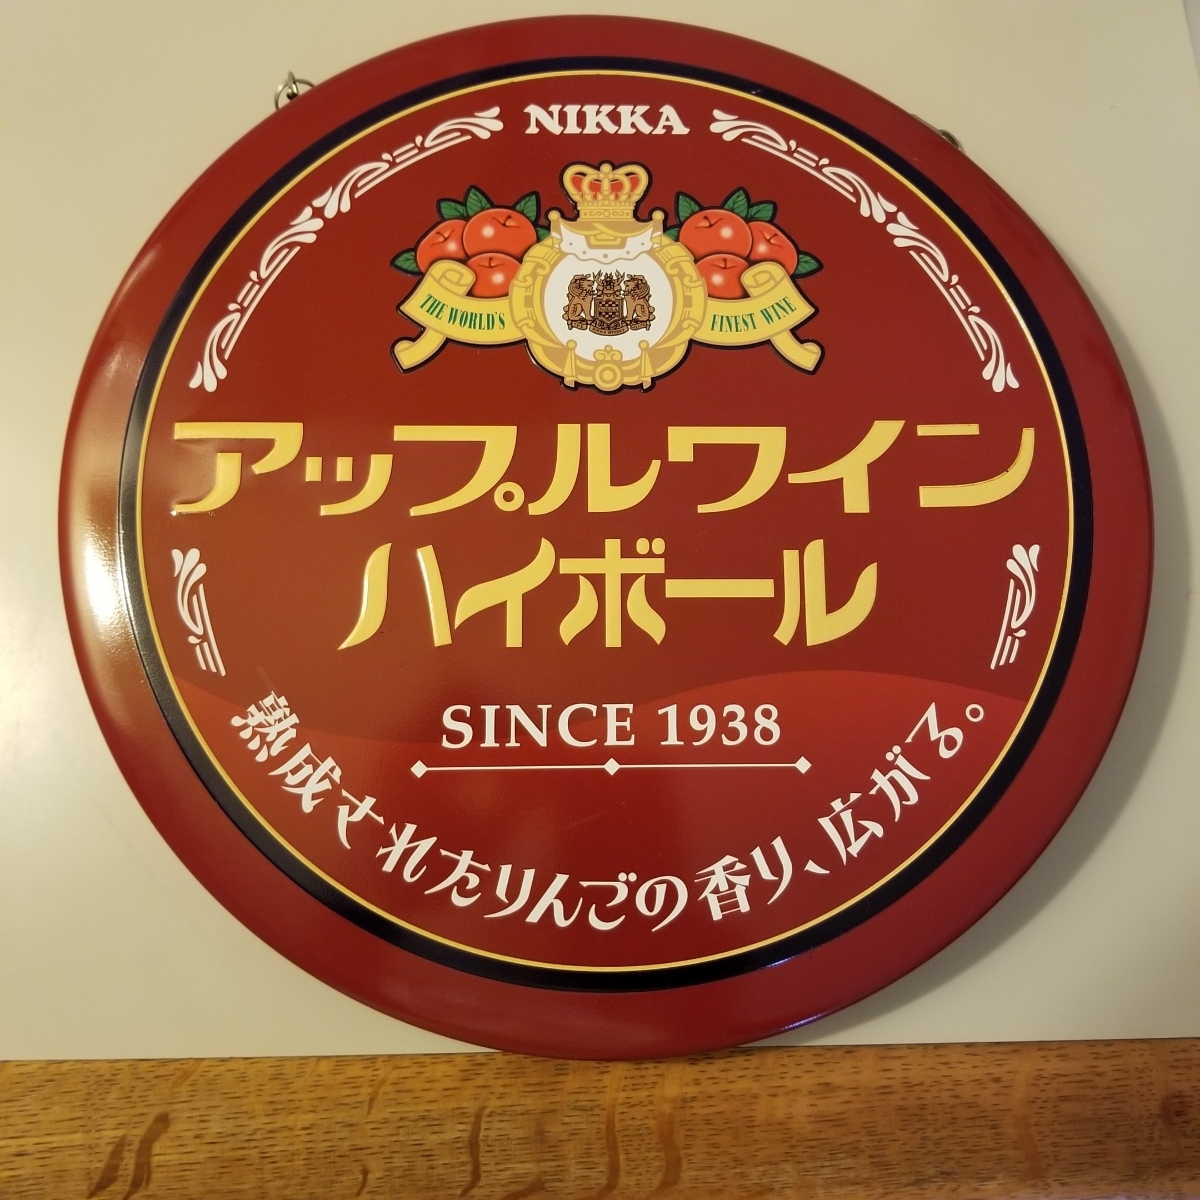 NIKKA
THE WORLD'S FINEST WINE
アップルワイン
ハイボール
SINCE 1938
熟成されたりんごの香り、広がる。